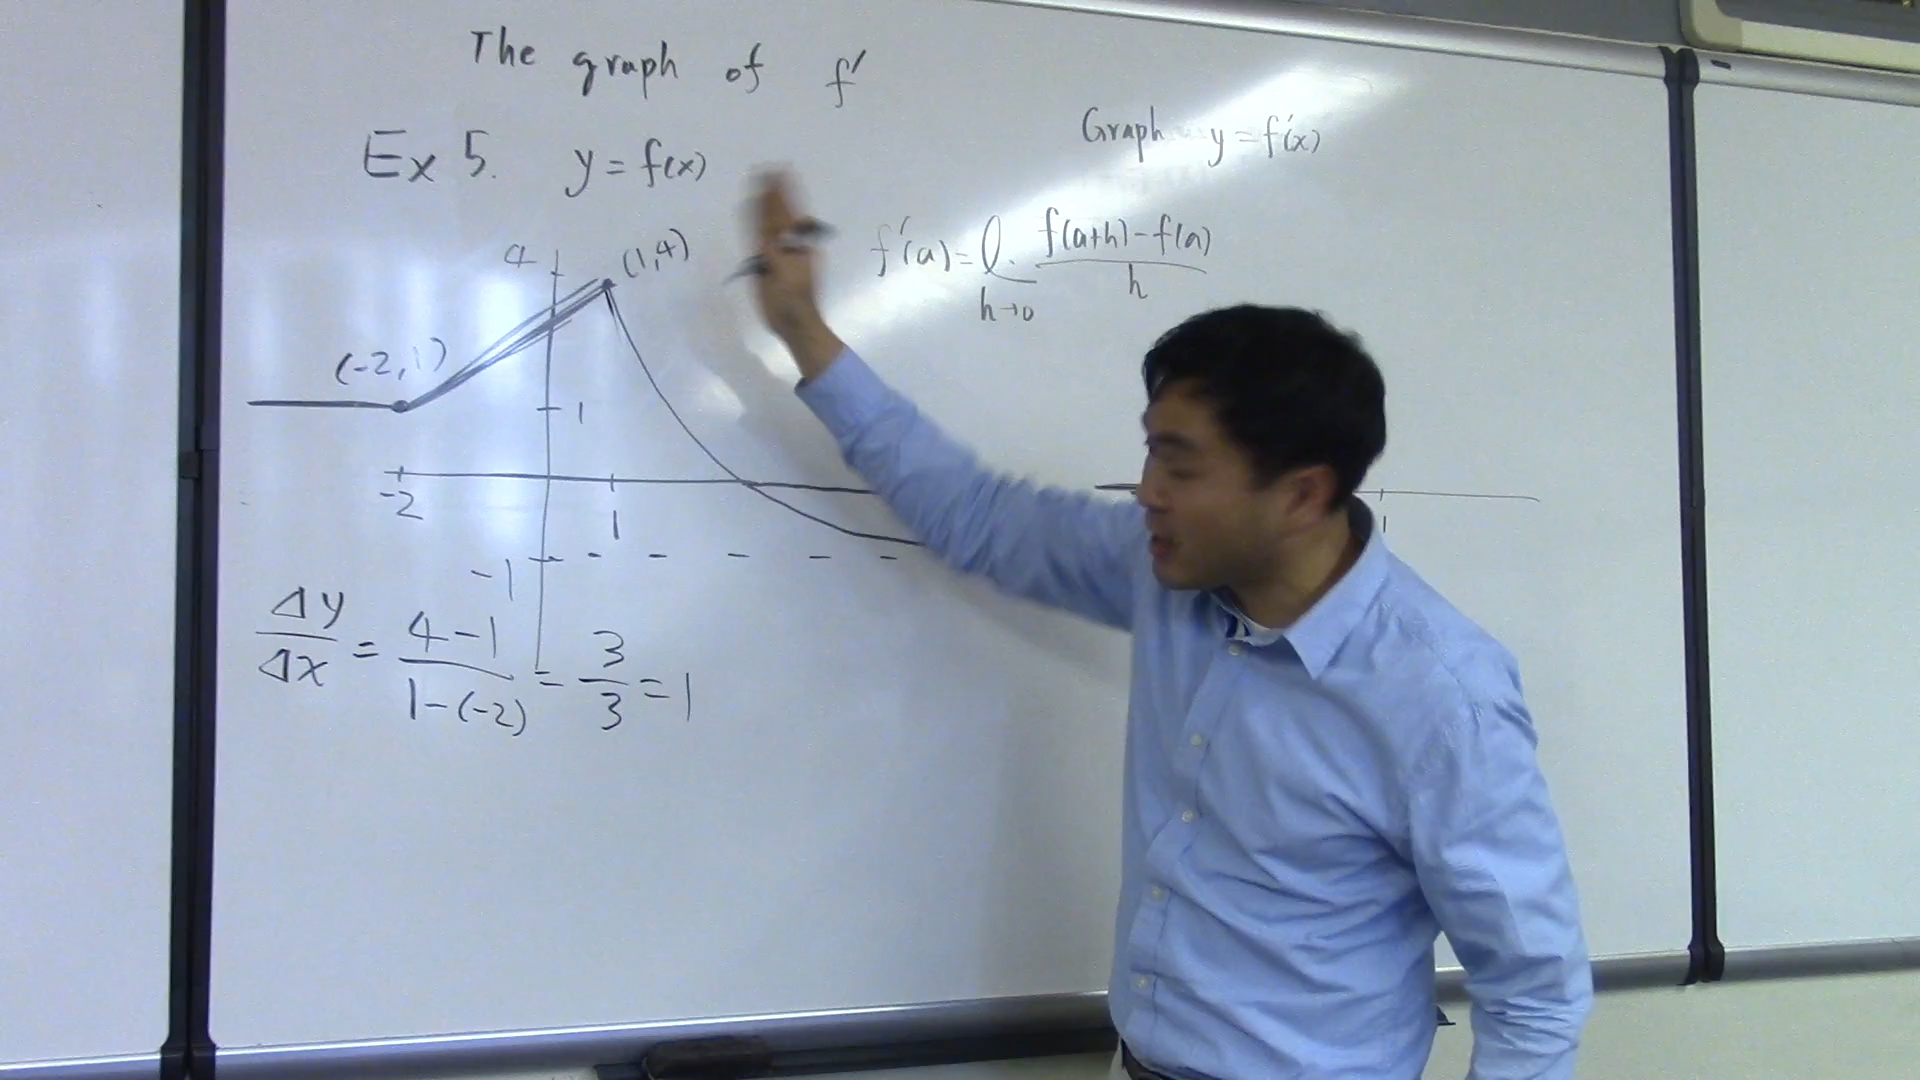 The graph of f'
Graph y = f'(x)
Ex 5. y = f(x)
f'(a) = l. f(a+h) - f(a) / h
h→0
4
(1,4)
(-2,1)
1
-2
1
1
-1
Δy/Δx = 4-1 / 1-(-2) = 3/3 = 1